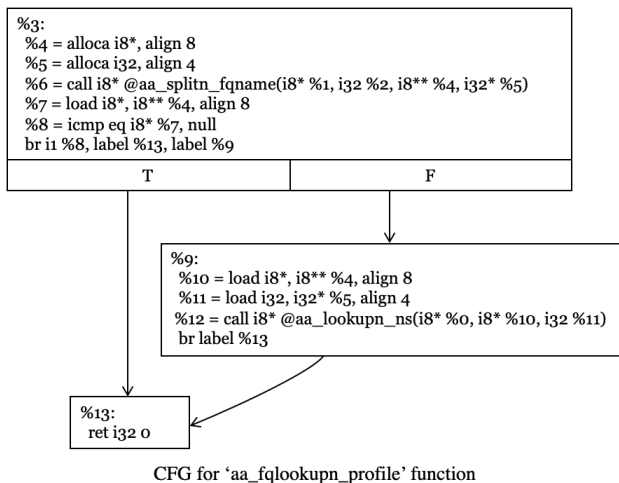 %3:
%4 = alloca i8*, align 8
%5 = alloca i32, align 4
%6 = call i8* @aa_splitn_fqname(i8* %1, i32 %2, i8** %4, i32* %5)
%7 = load i8*, i8** %4, align 8
%8 = icmp eq i8* %7, null
br i1 %8, label %13, label %9
T F
%9:
%10 = load i8*, i8** %4, align 8
%11 = load i32, i32* %5, align 4
%12 = call i8* @aa_lookupn_ns(i8* %0, i8* %10, i32 %11)
br label %13
%13:
ret i32 0
CFG for ‘aa_fqlookupn_profile’ function